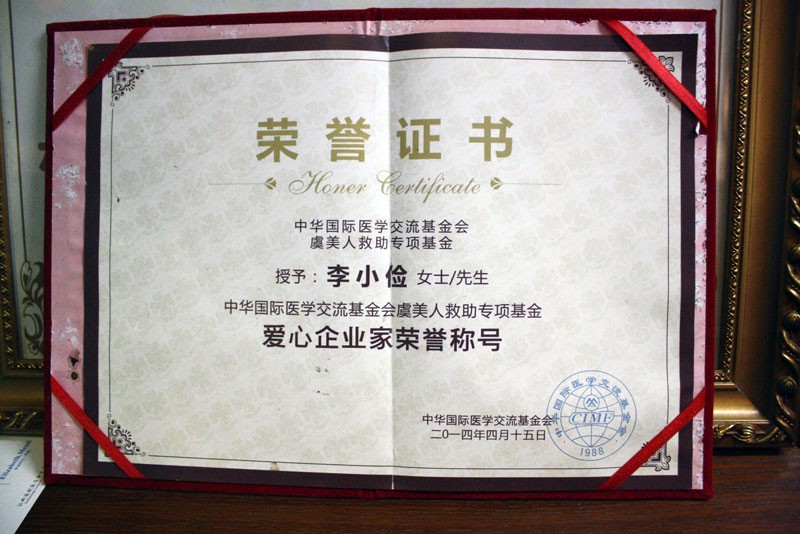 荣誉证书
Honer Certificate
中华国际医学交流基金会
虞美人救助专项基金
授予：李小俭 女士/先生
中华国际医学交流基金会虞美人救助专项基金
爱心企业家荣誉称号
中华国际医学交流基金会
二〇一四年四月十五日
中华国际医学交流基金会
CIMF
1988